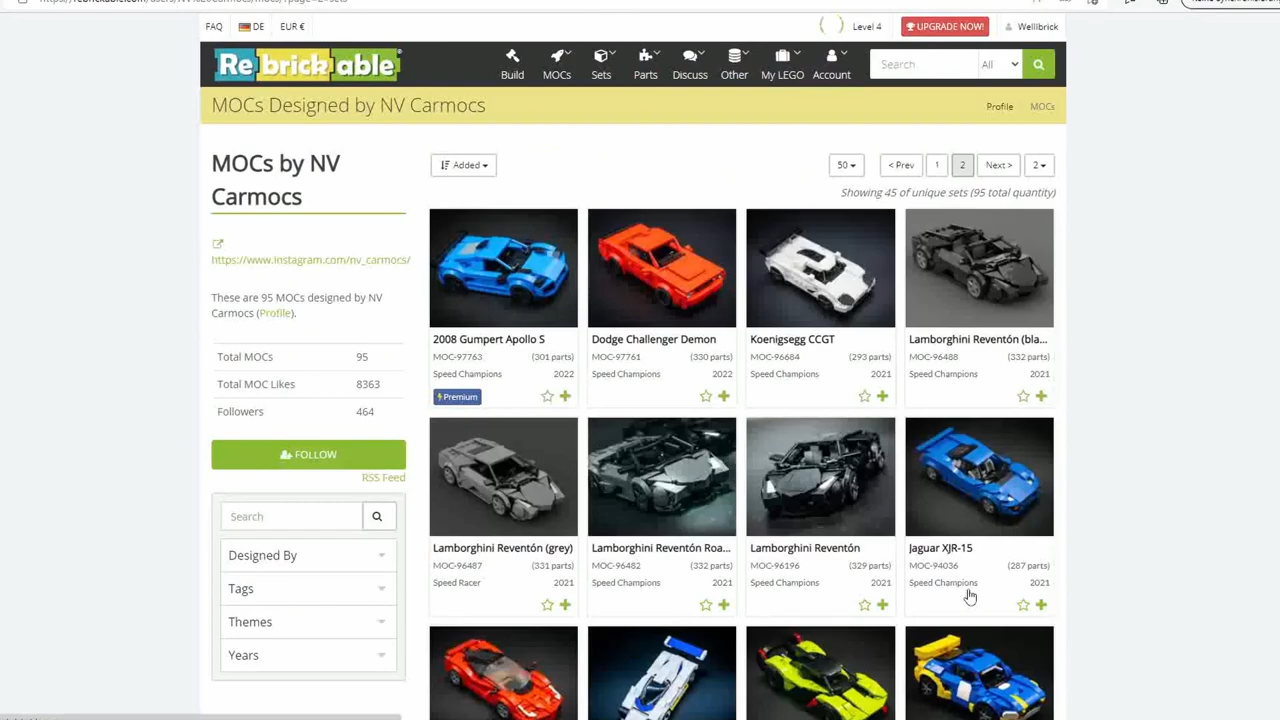 FAQ
DE
EUR €
Level 4
UPGRADE NOW!
Welllbrick
Rebrickable
Build
MOCs
Sets
Parts
Discuss
Other
My LEGO
Account
Search
All
MOCs Designed by NV Carmocs
Profile
MOCs
MOCs by NV
Carmocs
https://www.instagram.com/nv_carmocs/
These are 95 MOCs designed by NV
Carmocs (Profile).
Total MOCs 95
Total MOC Likes 8363
Followers 464
FOLLOW
RSS Feed
Search
Designed By
Tags
Themes
Years
Added
50
< Prev
1
2
Next >
2
Showing 45 of unique sets (95 total quantity)
2008 Gumpert Apollo S
MOC-97763 (301 parts)
Speed Champions 2022
Premium
Dodge Challenger Demon
MOC-97761 (330 parts)
Speed Champions 2022
Koenigsegg CCGT
MOC-96684 (293 parts)
Speed Champions 2021
Lamborghini Reventón (bla...
MOC-96488 (332 parts)
Speed Champions 2021
Lamborghini Reventón (grey)
MOC-96487 (331 parts)
Speed Racer 2021
Lamborghini Reventón Roa...
MOC-96482 (332 parts)
Speed Champions 2021
Lamborghini Reventón
MOC-96196 (329 parts)
Speed Champions 2021
Jaguar XJR-15
MOC-94036 (287 parts)
Speed Champions 2021